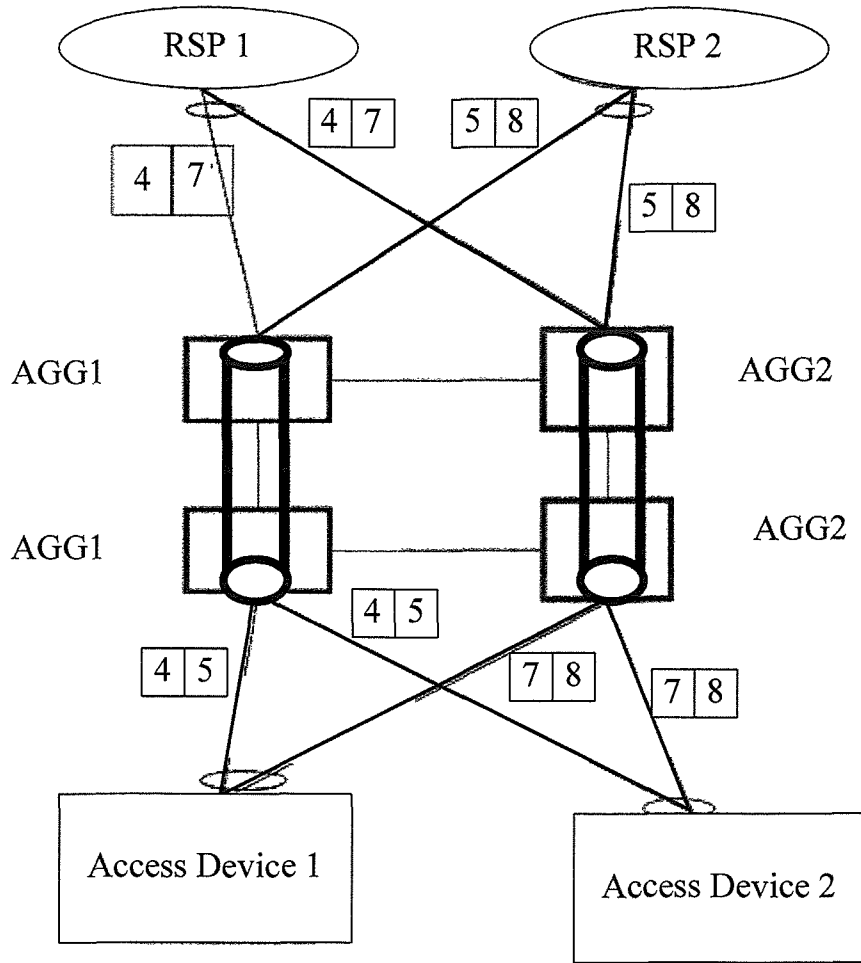 RSP 1
RSP 2
4 7
5 8
4 7
5 8
AGG1
AGG2
AGG1
AGG2
4 5
4 5
7 8
7 8
Access Device 1
Access Device 2